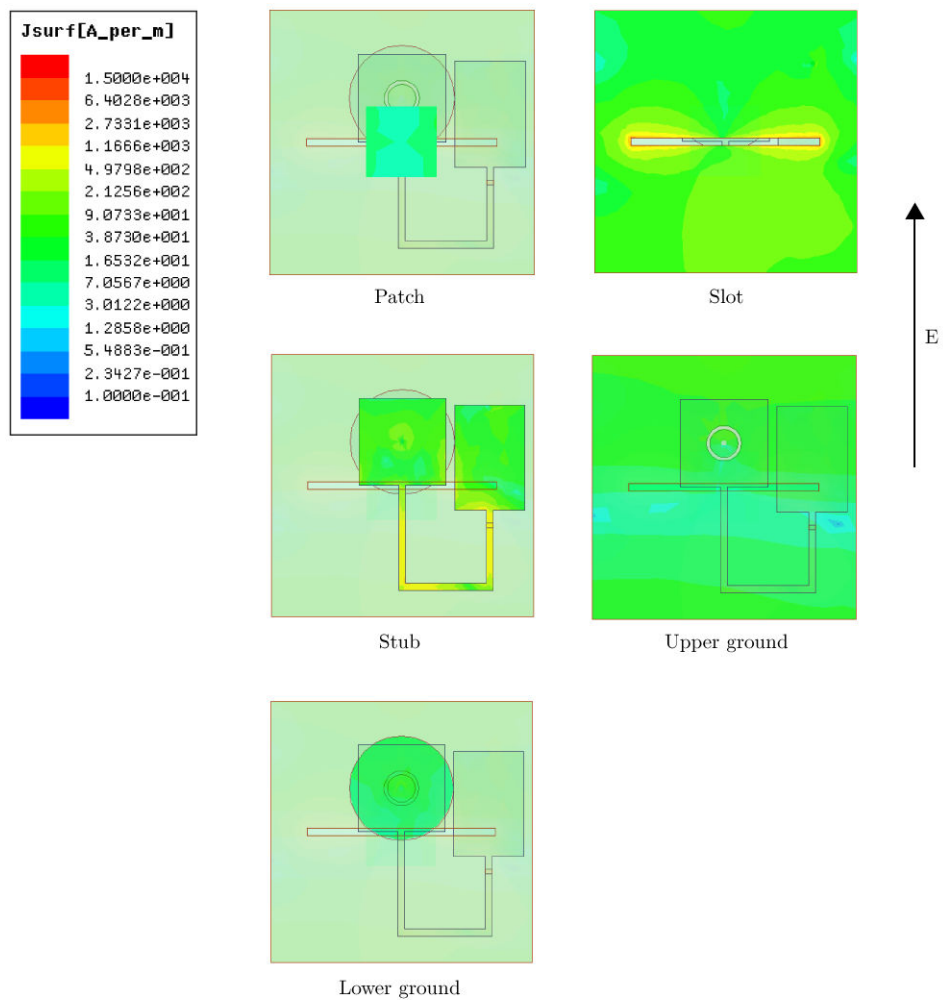 Jsurf[A_per_m]
1.5000e+004
6.4028e+003
2.7331e+003
1.1666e+003
4.9798e+002
2.1256e+002
9.0733e+001
3.8730e+001
1.6532e+001
7.0567e+000
3.0122e+000
1.2858e+000
5.4883e-001
2.3427e-001
1.0000e-001
Patch
Slot
E
Stub
Upper ground
Lower ground